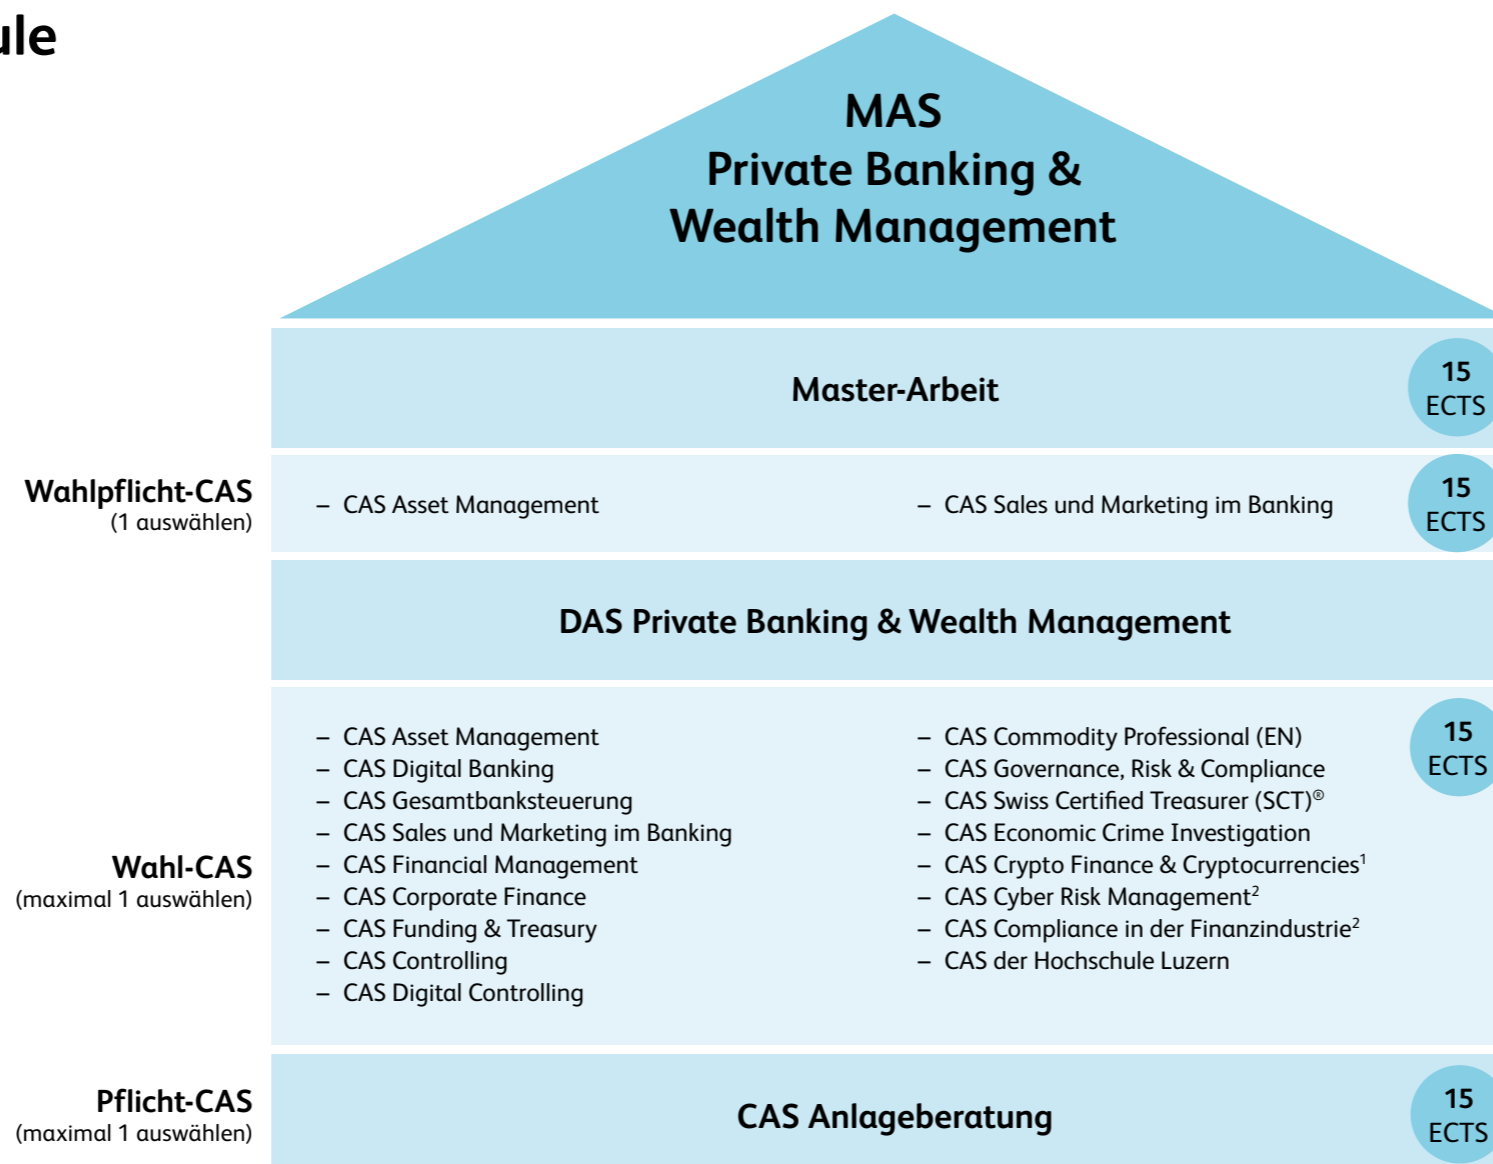 MAS
Private Banking &
Wealth Management
Master-Arbeit
15
ECTS
Wahlpflicht-CAS
(1 auswählen)
– CAS Asset Management
– CAS Sales und Marketing im Banking
15
ECTS
DAS Private Banking & Wealth Management
Wahl-CAS
(maximal 1 auswählen)
– CAS Asset Management
– CAS Digital Banking
– CAS Gesamtbanksteuerung
– CAS Sales und Marketing im Banking
– CAS Financial Management
– CAS Corporate Finance
– CAS Funding & Treasury
– CAS Controlling
– CAS Digital Controlling
– CAS Commodity Professional (EN)
– CAS Governance, Risk & Compliance
– CAS Swiss Certified Treasurer (SCT)®
– CAS Economic Crime Investigation
– CAS Crypto Finance & Cryptocurrencies¹
– CAS Cyber Risk Management²
– CAS Compliance in der Finanzindustrie²
– CAS der Hochschule Luzern
15
ECTS
Pflicht-CAS
(maximal 1 auswählen)
CAS Anlageberatung
15
ECTS